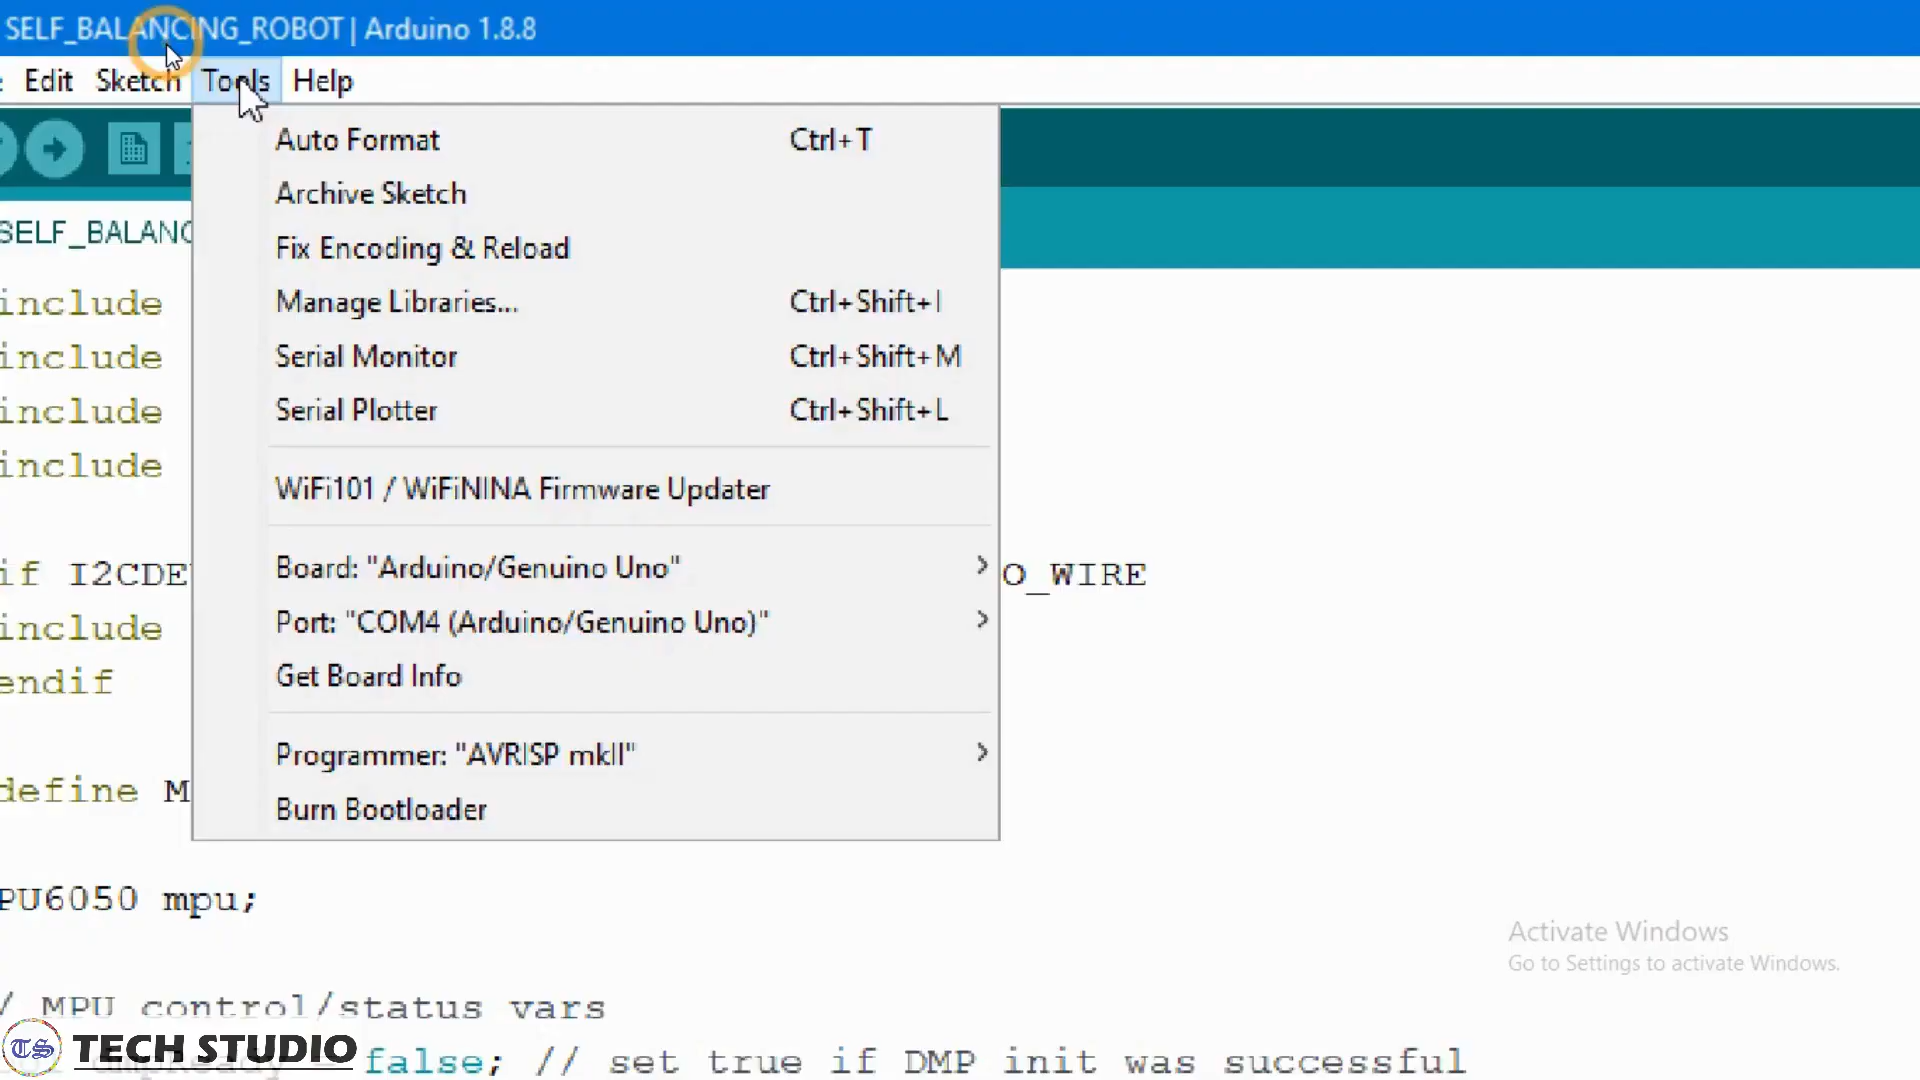 SELF_BALANCING_ROBOT | Arduino 1.8.8
Edit Sketch Tools Help
Auto Format Ctrl+T
Archive Sketch
SELF_BALANC
Fix Encoding & Reload
include
Manage Libraries... Ctrl+Shift+I
include
Serial Monitor Ctrl+Shift+M
include
Serial Plotter Ctrl+Shift+L
include
WiFi101 / WiFiNINA Firmware Updater
if I2CDE
Board: "Arduino/Genuino Uno"
O_WIRE
include
Port: "COM4 (Arduino/Genuino Uno)"
endif
Get Board Info
Programmer: "AVRISP mkII"
define M
Burn Bootloader
PU6050 mpu;
Activate Windows
Go to Settings to activate Windows.
/ MPU control/status vars
TS TECH STUDIO
false; // set true if DMP init was successful